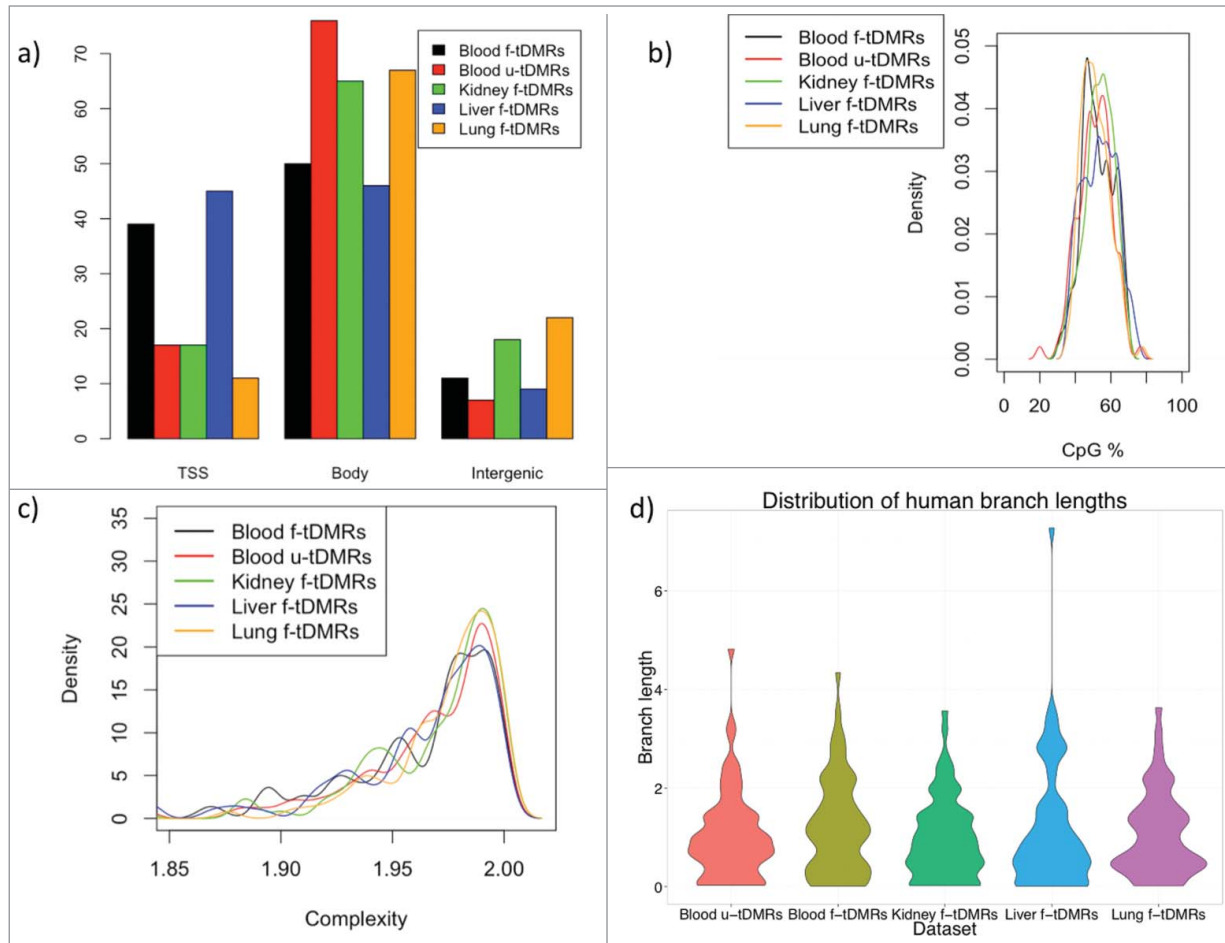 a)
Blood f-tDMRs
Blood u-tDMRs
Kidney f-tDMRs
Liver f-tDMRs
Lung f-tDMRs
70
60
50
40
30
20
10
0
TSS Body Intergenic
b)
Blood f-tDMRs
Blood u-tDMRs
Kidney f-tDMRs
Liver f-tDMRs
Lung f-tDMRs
Density
0.05
0.04
0.03
0.02
0.01
0.00
0 20 60 100
CpG %
c)
Blood f-tDMRs
Blood u-tDMRs
Kidney f-tDMRs
Liver f-tDMRs
Lung f-tDMRs
Density
35
30
25
20
15
10
5
0
1.85 1.90 1.95 2.00
Complexity
d)
Distribution of human branch lengths
Branch length
6
4
2
0
Blood u-tDMRs Blood f-tDMRs Kidney f-tDMRs Liver f-tDMRs Lung f-tDMRs
Dataset